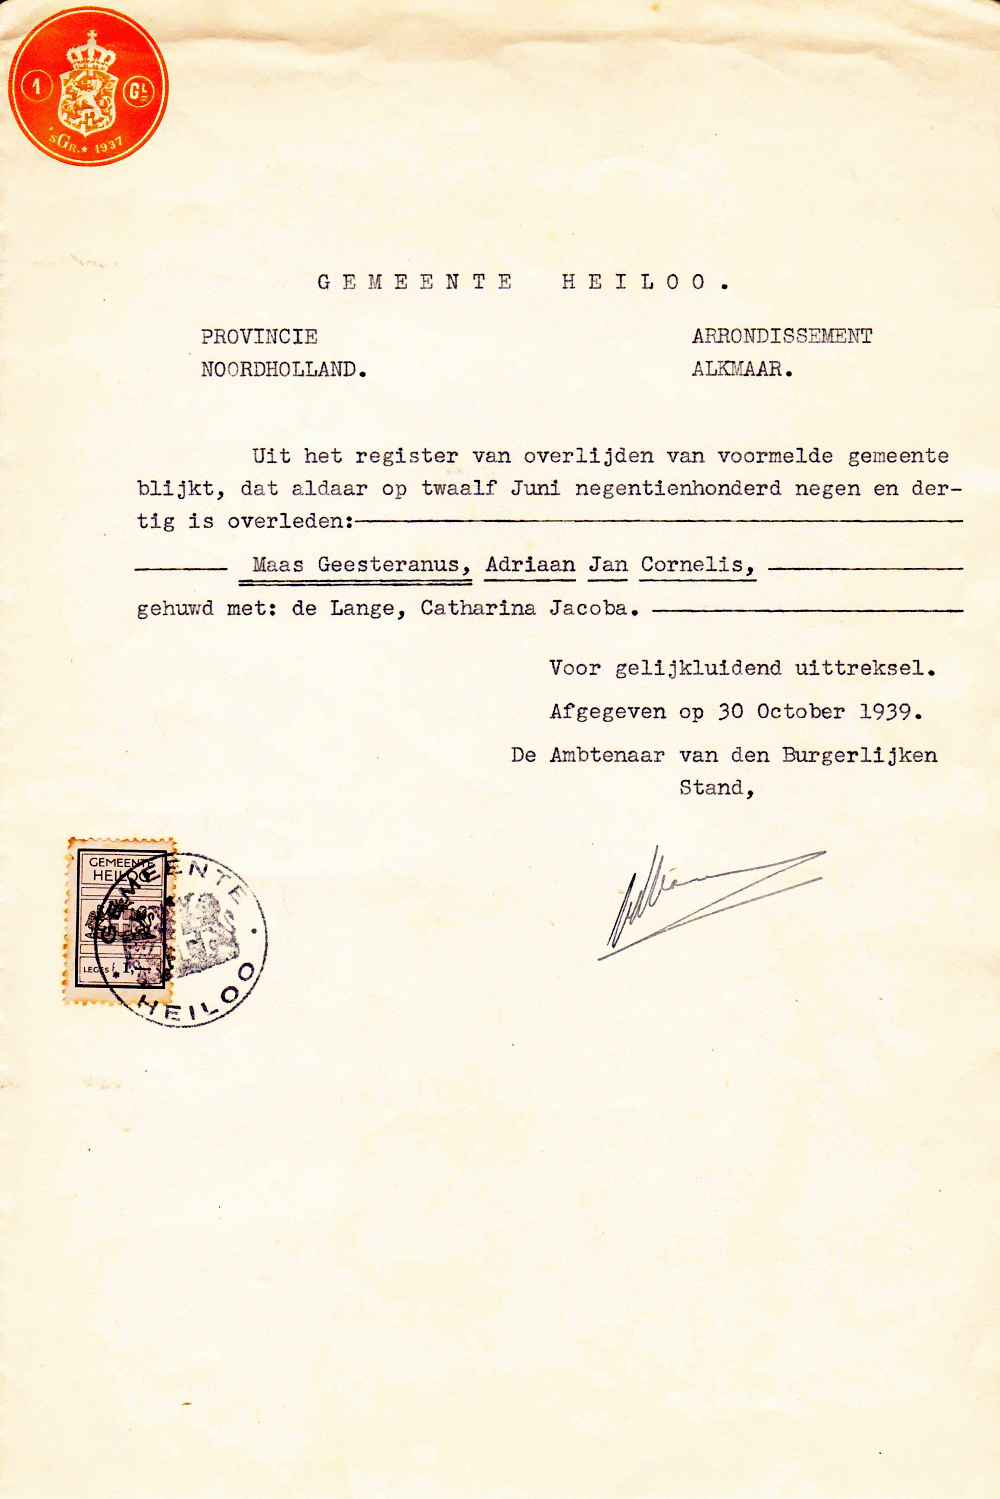 1 GL
'sGR.★1937
GEMEENTE HEILOO.
PROVINCIE
NOORDHOLLAND.
ARRONDISSEMENT
ALKMAAR.
Uit het register van overlijden van voormelde gemeente
blijkt, dat aldaar op twaalf Juni negentienhonderd negen en der-
tig is overleden:
Maas Geesteranus, Adriaan Jan Cornelis,
gehuwd met: de Lange, Catharina Jacoba.
Voor gelijkluidend uittreksel.
Afgegeven op 30 October 1939.
De Ambtenaar van den Burgerlijken
Stand,
GEMEENTE
HEILOO
LEGES f 1,—
GEMEENTE
HEILOO